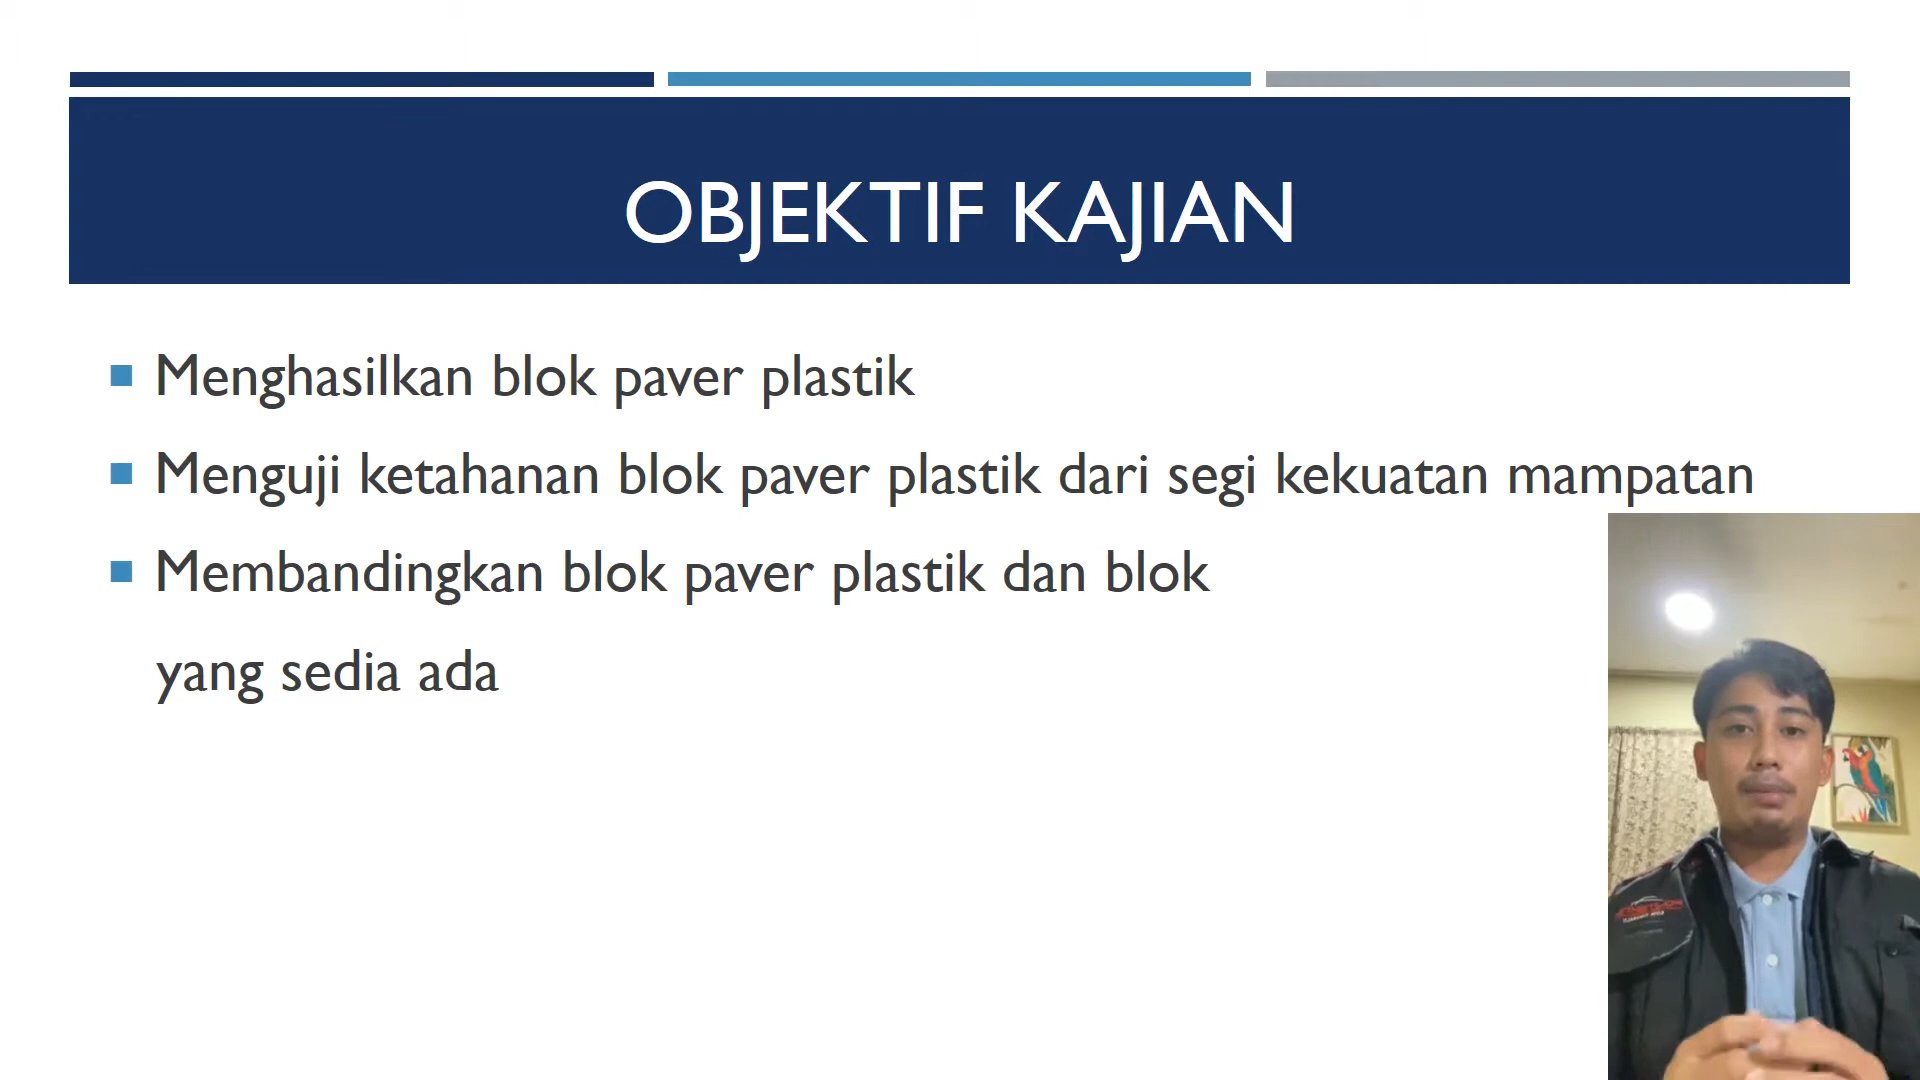 OBJEKTIF KAJIAN
Menghasilkan blok paver plastik
Menguji ketahanan blok paver plastik dari segi kekuatan mampatan
Membandingkan blok paver plastik dan blok
yang sedia ada